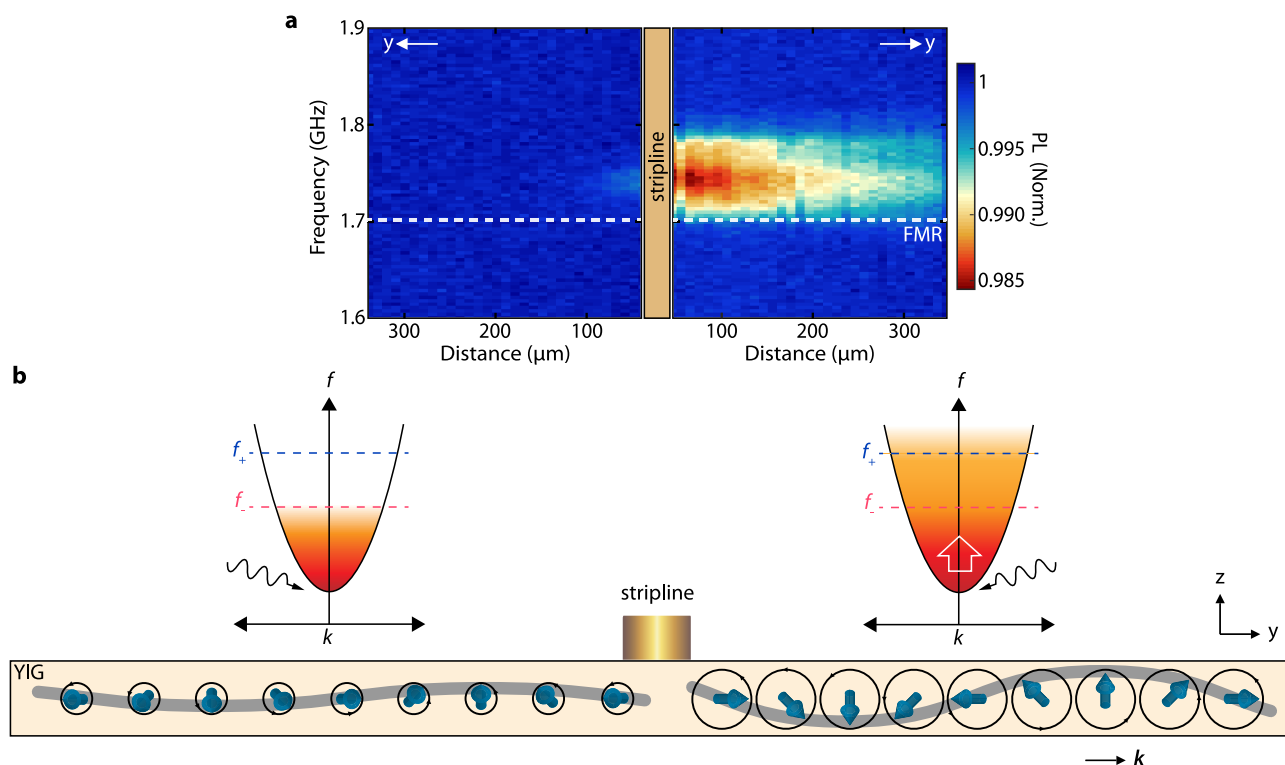 a
1.9
1.8
1.7
1.6
Frequency (GHz)
y
y
stripline
FMR
300
200
100
100
200
300
Distance (µm)
Distance (µm)
1
0.995
0.990
0.985
PL (Norm.)
b
f
f
f+
f-
f+
f-
k
k
stripline
z
y
YIG
k